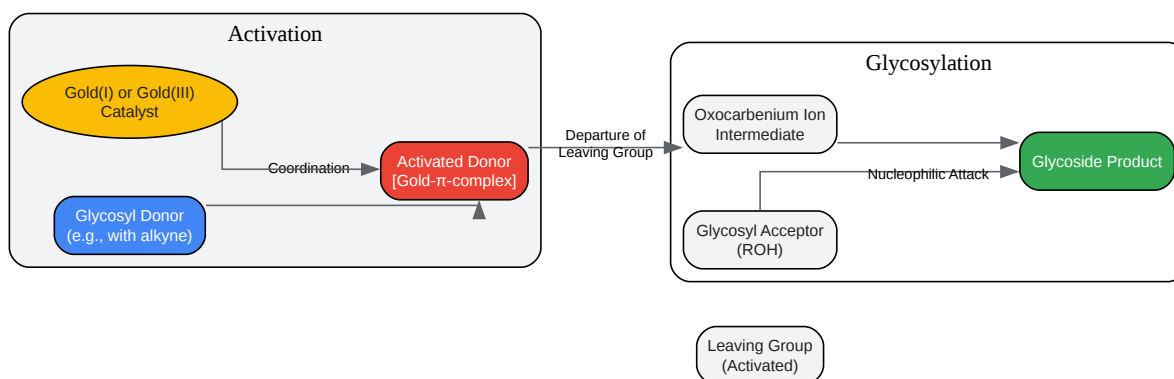 Activation
Gold(I) or Gold(III)
Catalyst
Coordination
Activated Donor
[Gold-π-complex]
Glycosyl Donor
(e.g., with alkyne)
Departure of
Leaving Group
Glycosylation
Oxocarbenium Ion
Intermediate
Nucleophilic Attack
Glycoside Product
Glycosyl Acceptor
(ROH)
Leaving Group
(Activated)